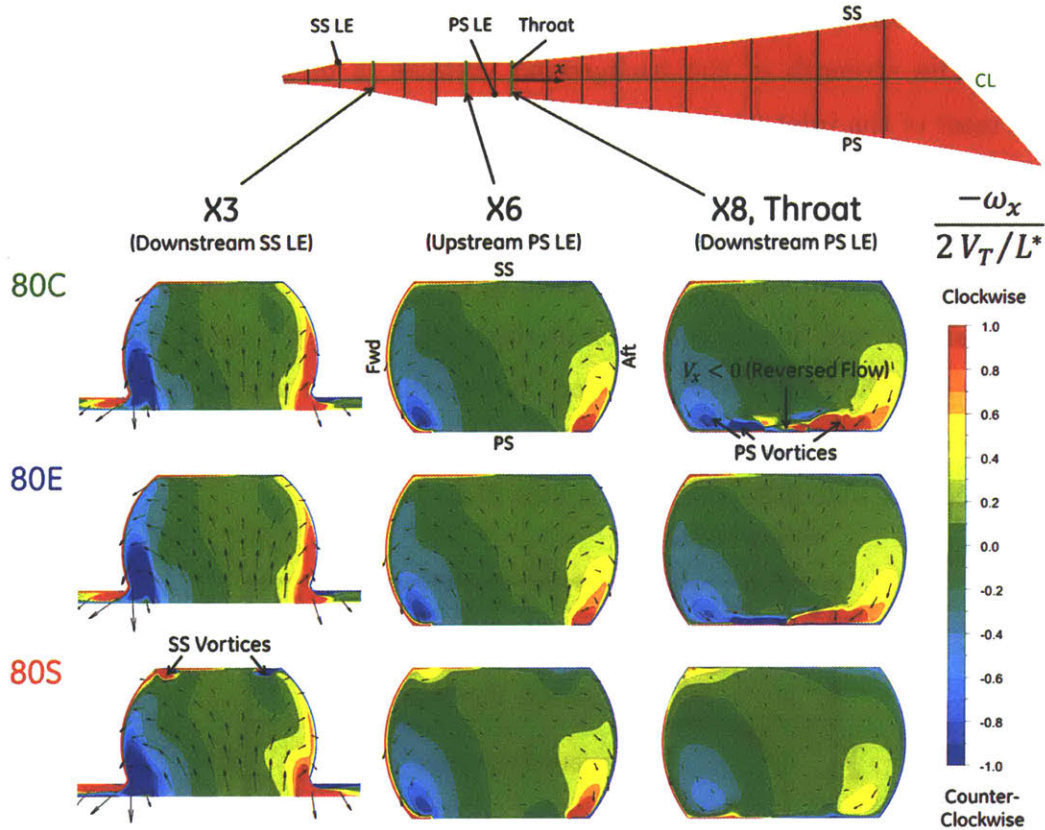 SS LE
PS LE
Throat
SS
x
CL
PS
X3
(Downstream SS LE)
X6
(Upstream PS LE)
X8, Throat
(Downstream PS LE)
−ω_x
2 V_T/L*
80C
SS
Fwd
Aft
PS
V_x < 0 (Reversed Flow)
PS Vortices
Clockwise
1.0
0.8
0.6
0.4
0.2
0.0
-0.2
-0.4
-0.6
-0.8
-1.0
Counter-
Clockwise
80E
80S
SS Vortices